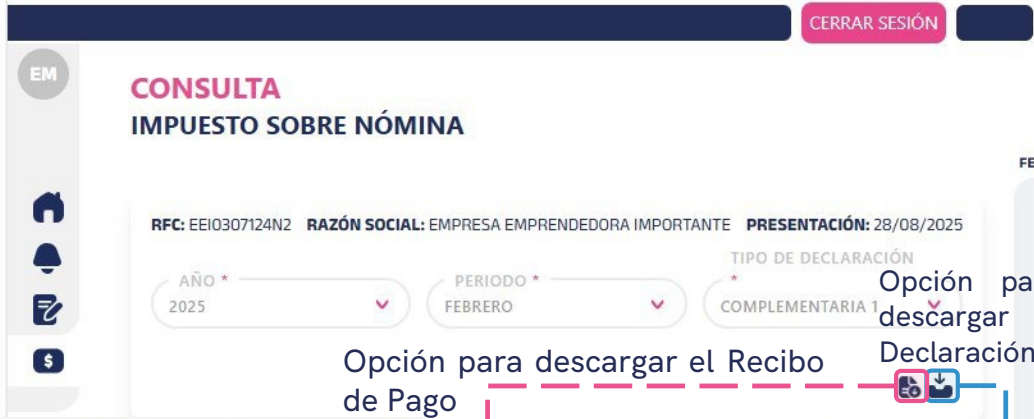 CERRAR SESIÓN
EM
CONSULTA
IMPUESTO SOBRE NÓMINA
FE
RFC: EEI0307124N2 RAZÓN SOCIAL: EMPRESA EMPRENDEDORA IMPORTANTE PRESENTACIÓN: 28/08/2025
AÑO *
2025
PERIODO *
FEBRERO
TIPO DE DECLARACIÓN
*
COMPLEMENTARIA 1
Opción pa
descargar
Declaración
Opción para descargar el Recibo
de Pago